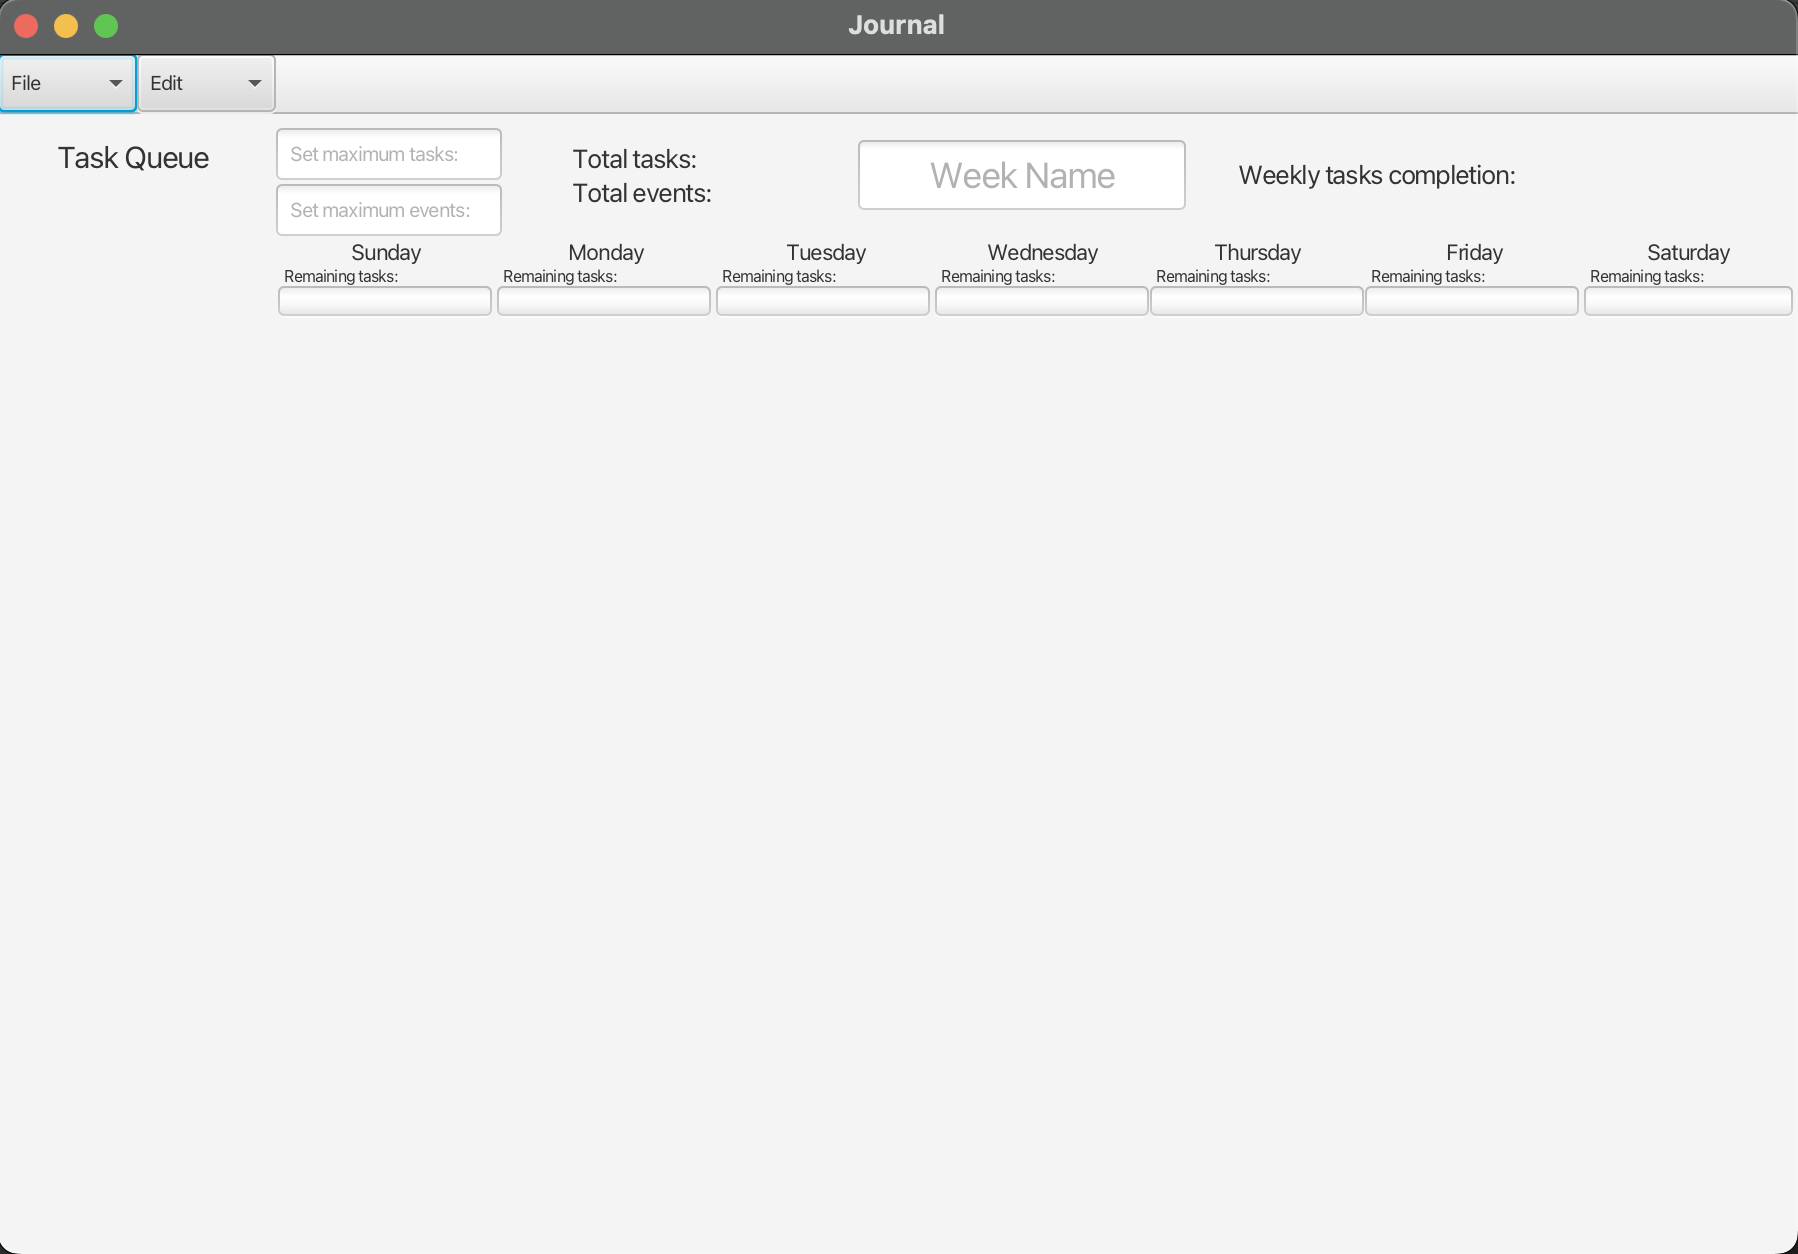 Journal
File Edit
Task Queue
Set maximum tasks:
Set maximum events:
Total tasks:
Total events:
Week Name
Weekly tasks completion:
Sunday Monday Tuesday Wednesday Thursday Friday Saturday
Remaining tasks: Remaining tasks: Remaining tasks: Remaining tasks: Remaining tasks: Remaining tasks: Remaining tasks: